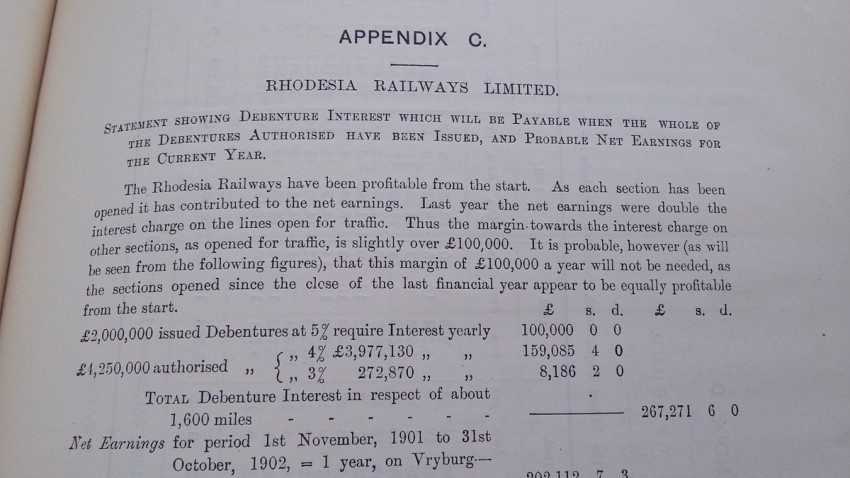 APPENDIX C.
RHODESIA RAILWAYS LIMITED.
STATEMENT SHOWING DEBENTURE INTEREST WHICH WILL BE PAYABLE WHEN THE WHOLE OF
THE DEBENTURES AUTHORISED HAVE BEEN ISSUED, AND PROBABLE NET EARNINGS FOR
THE CURRENT YEAR.
The Rhodesia Railways have been profitable from the start. As each section has been
opened it has contributed to the net earnings. Last year the net earnings were double the
interest charge on the lines open for traffic. Thus the margin towards the interest charge on
other sections, as opened for traffic, is slightly over £100,000. It is probable, however (as will
be seen from the following figures), that this margin of £100,000 a year will not be needed, as
the sections opened since the close of the last financial year appear to be equally profitable
from the start. £ s. d. £ s. d.
£2,000,000 issued Debentures at 5% require Interest yearly 100,000 0 0
£4,250,000 authorised „ { „ 4% £3,977,130 „ „ 159,085 4 0
„ 3% 272,870 „ „ 8,186 2 0
TOTAL Debenture Interest in respect of about
1,600 miles - - - - - - 267,271 6 0
Net Earnings for period 1st November, 1901 to 31st
October, 1902, = 1 year, on Vryburg—